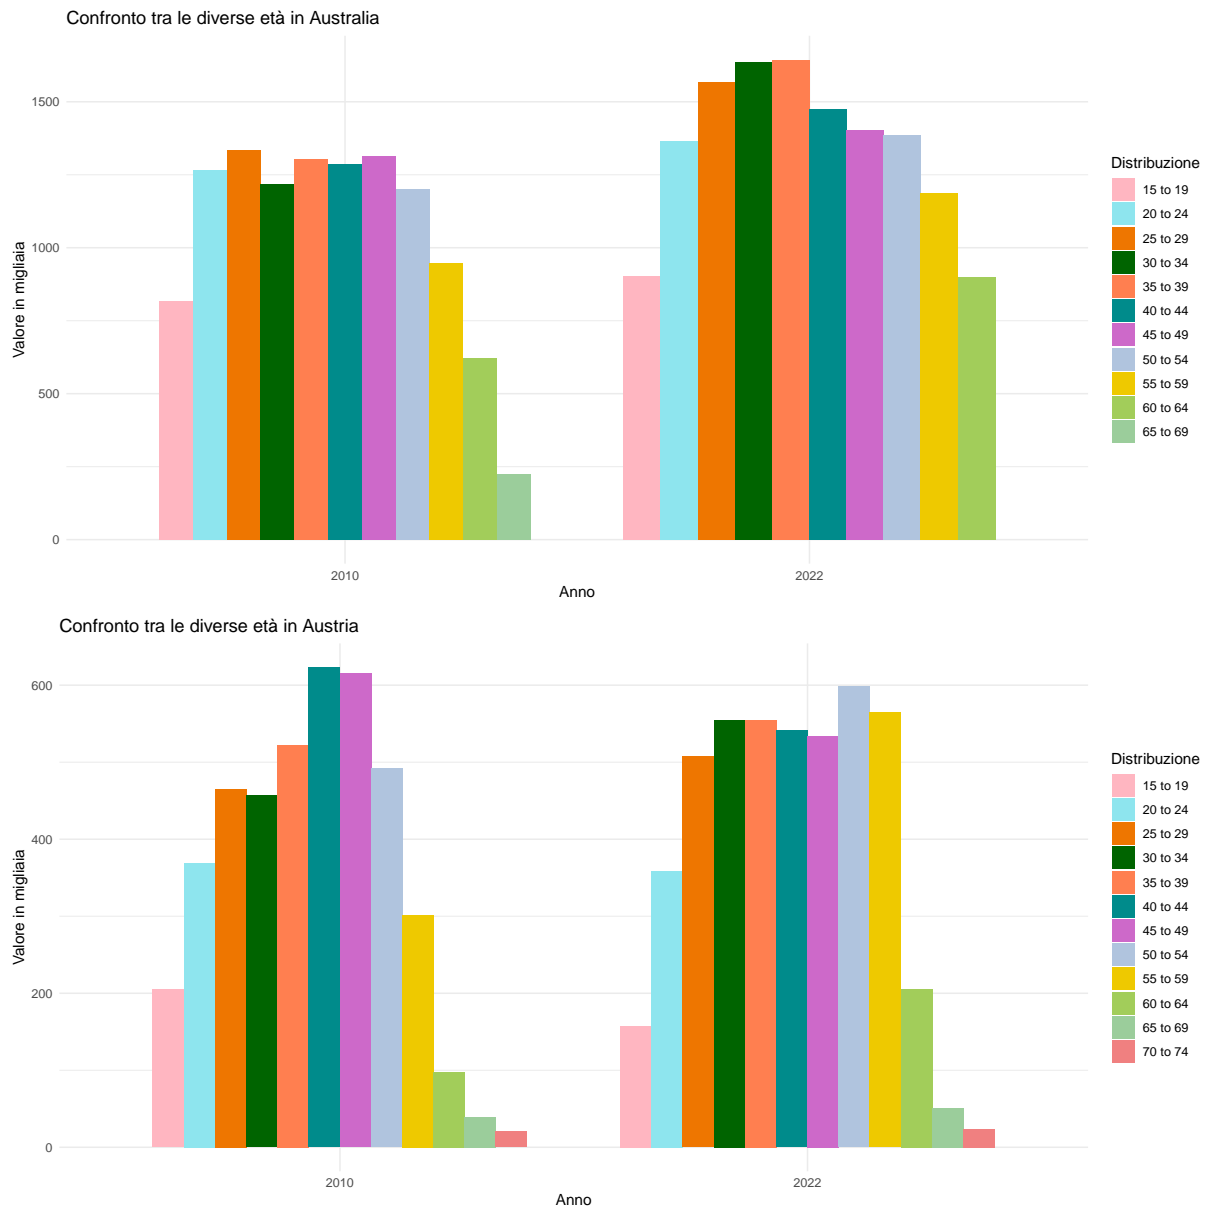 Confronto tra le diverse età in Australia
Valore in migliaia
1500
1000
500
0
2010
2022
Anno
Distribuzione
15 to 19
20 to 24
25 to 29
30 to 34
35 to 39
40 to 44
45 to 49
50 to 54
55 to 59
60 to 64
65 to 69
Confronto tra le diverse età in Austria
Valore in migliaia
600
400
200
0
2010
2022
Anno
Distribuzione
15 to 19
20 to 24
25 to 29
30 to 34
35 to 39
40 to 44
45 to 49
50 to 54
55 to 59
60 to 64
65 to 69
70 to 74